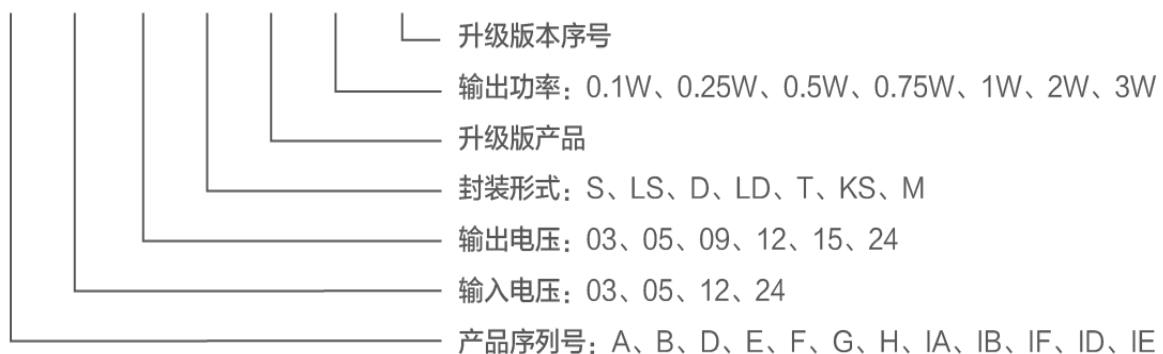 升级版本序号
输出功率：0.1W、0.25W、0.5W、0.75W、1W、2W、3W
升级版产品
封装形式：S、LS、D、LD、T、KS、M
输出电压：03、05、09、12、15、24
输入电压：03、05、12、24
产品序列号：A、B、D、E、F、G、H、IA、IB、IF、ID、IE